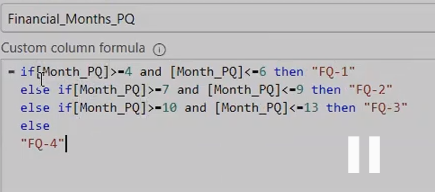 Financial_Months_PQ
Custom column formula
= if[Month_PQ]>=4 and [Month_PQ]<=6 then "FQ-1"
else if[Month_PQ]>=7 and [Month_PQ]<=9 then "FQ-2"
else if[Month_PQ]>=10 and [Month_PQ]<=13 then "FQ-3"
else
"FQ-4"